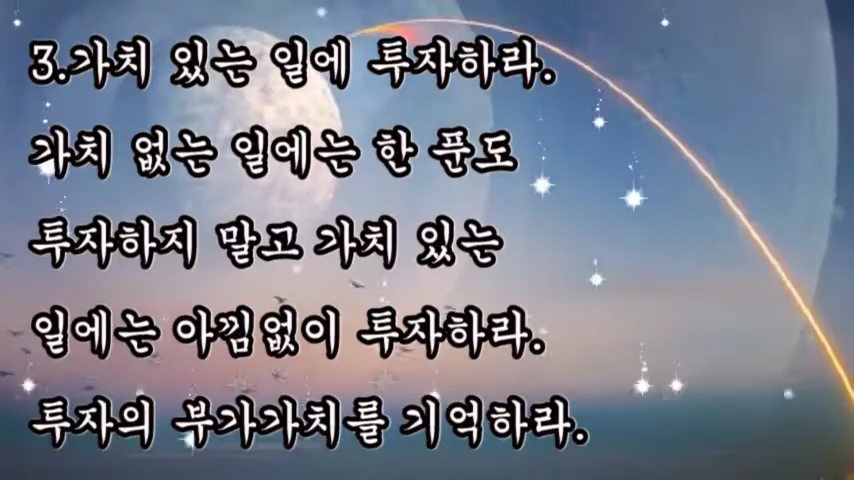 3.가치 있는 일에 투자하라.
가치 없는 일에는 한 푼도
투자하지 말고 가치 있는
일에는 아낌없이 투자하라.
투자의 부가가치를 기억하라.